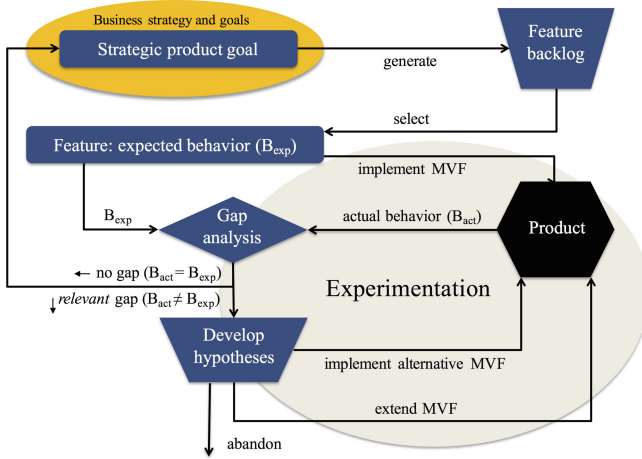 Business strategy and goals
Strategic product goal
generate
Feature
backlog
select
Feature: expected behavior (Bexp)
implement MVF
Bexp
Gap
analysis
actual behavior (Bact)
Product
← no gap (Bact = Bexp)
↓ relevant gap (Bact ≠ Bexp)
Experimentation
Develop
hypotheses
implement alternative MVF
extend MVF
abandon